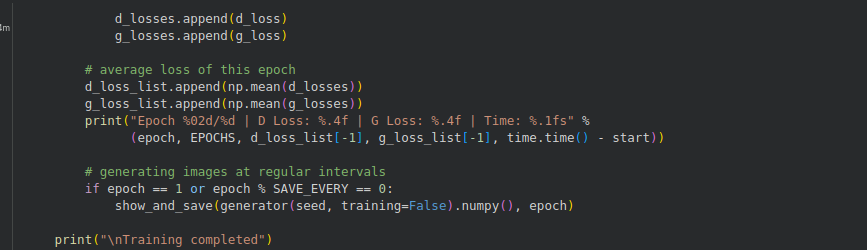 d_losses.append(d_loss)
g_losses.append(g_loss)
# average loss of this epoch
d_loss_list.append(np.mean(d_losses))
g_loss_list.append(np.mean(g_losses))
print("Epoch %02d/%d | D Loss: %.4f | G Loss: %.4f | Time: %.1fs" %
(epoch, EPOCHS, d_loss_list[-1], g_loss_list[-1], time.time() - start))
# generating images at regular intervals
if epoch == 1 or epoch % SAVE_EVERY == 0:
show_and_save(generator(seed, training=False).numpy(), epoch)
print("\nTraining completed")